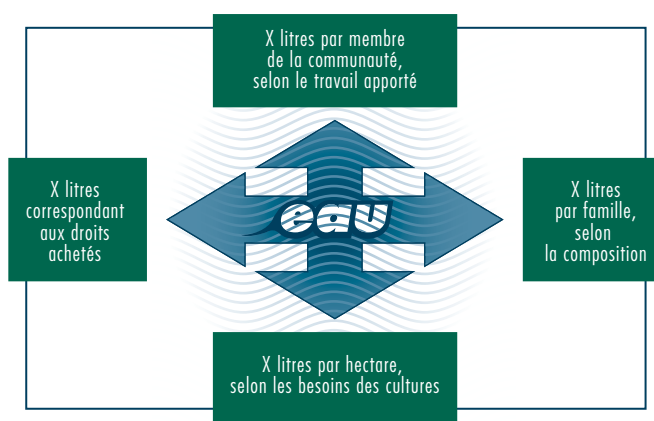 X litres par membre
de la communauté,
selon le travail apporté
X litres
correspondant
aux droits
achetés
eau
X litres
par famille,
selon
la composition
X litres par hectare,
selon les besoins des cultures